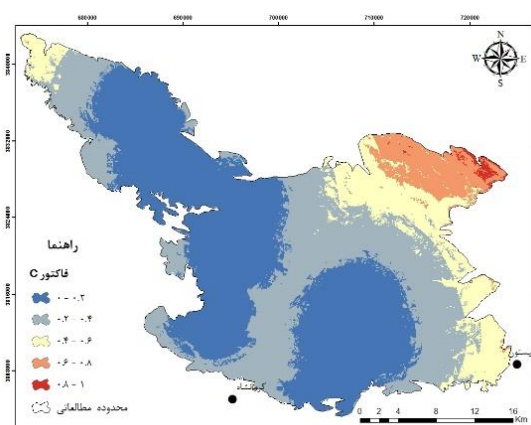 680000 690000 700000 710000 720000
N
W E
S
راهنما
فاکتور C
۰ - ۰.۲
۰.۲ - ۰.۴
۰.۴ - ۰.۶
۰.۶ - ۰.۸
۰.۸ - ۱
محدوده مطالعاتی
کرمانشاه
0 2 4 8 12 16
Km